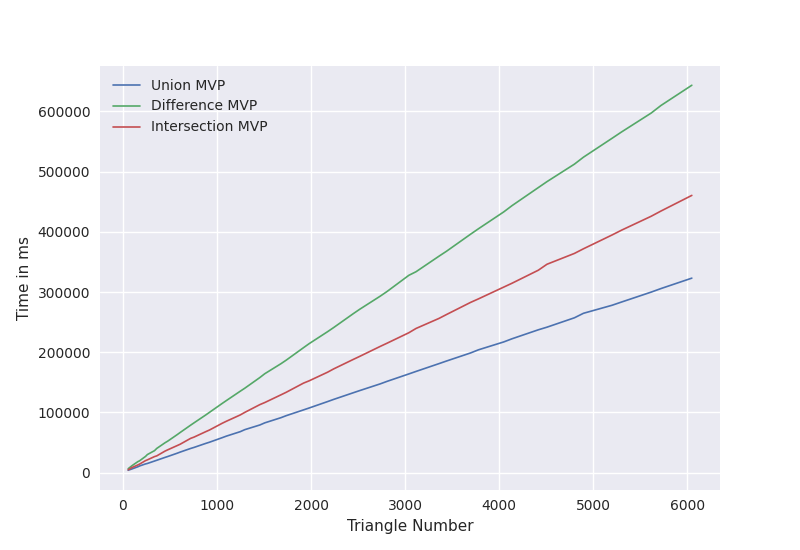 Union MVP
Difference MVP
Intersection MVP
600000
500000
400000
300000
200000
100000
0
Time in ms
0 1000 2000 3000 4000 5000 6000
Triangle Number